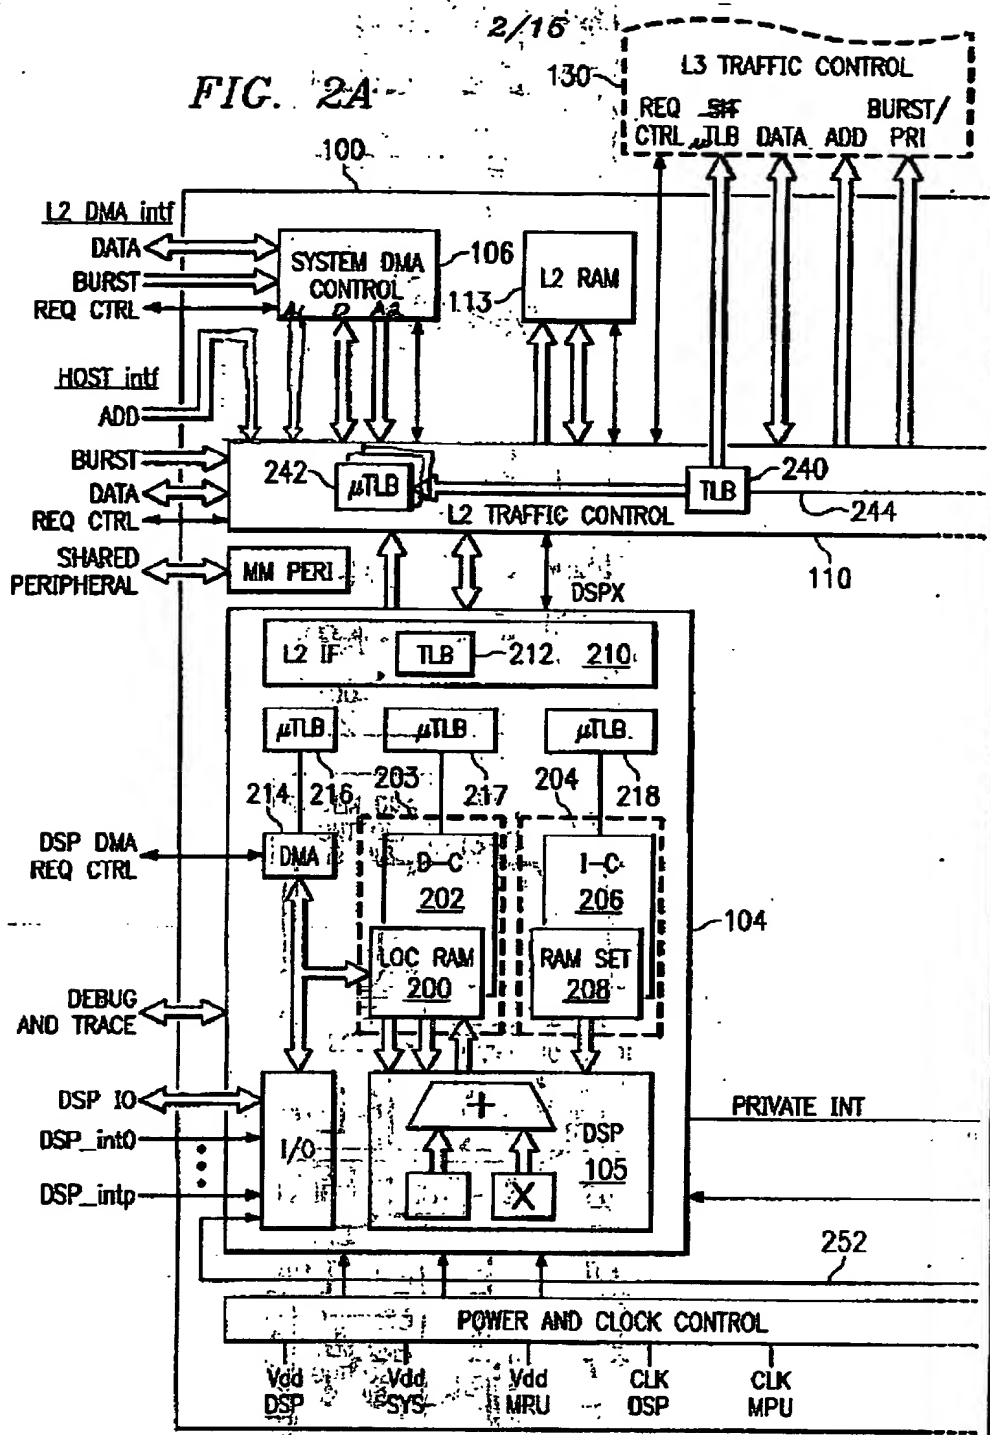 2/15
FIG. 2A
130
L3 TRAFFIC CONTROL
REQ CTRL
µTLB
DATA
ADD
BURST/ PRI
100
L2 DMA intf
DATA
BURST
REQ CTRL
SYSTEM DMA CONTROL
A1 D A2
106
113
L2 RAM
HOST intf
ADD
BURST
DATA
REQ CTRL
242
µTLB
TLB
240
244
L2 TRAFFIC CONTROL
110
SHARED PERIPHERAL
MM PERI
DSPX
L2 IF
TLB
212
210
µTLB
µTLB
µTLB
214
216
203
217
204
218
DSP DMA REQ CTRL
DMA
D-C
202
I-C
206
104
LOC RAM
200
RAM SET
208
DEBUG AND TRACE
DSP IO
DSP_int0
DSP_intp
I/O
+
X
DSP
105
PRIVATE INT
252
POWER AND CLOCK CONTROL
Vdd DSP
Vdd SYS
Vdd MRU
CLK DSP
CLK MPU